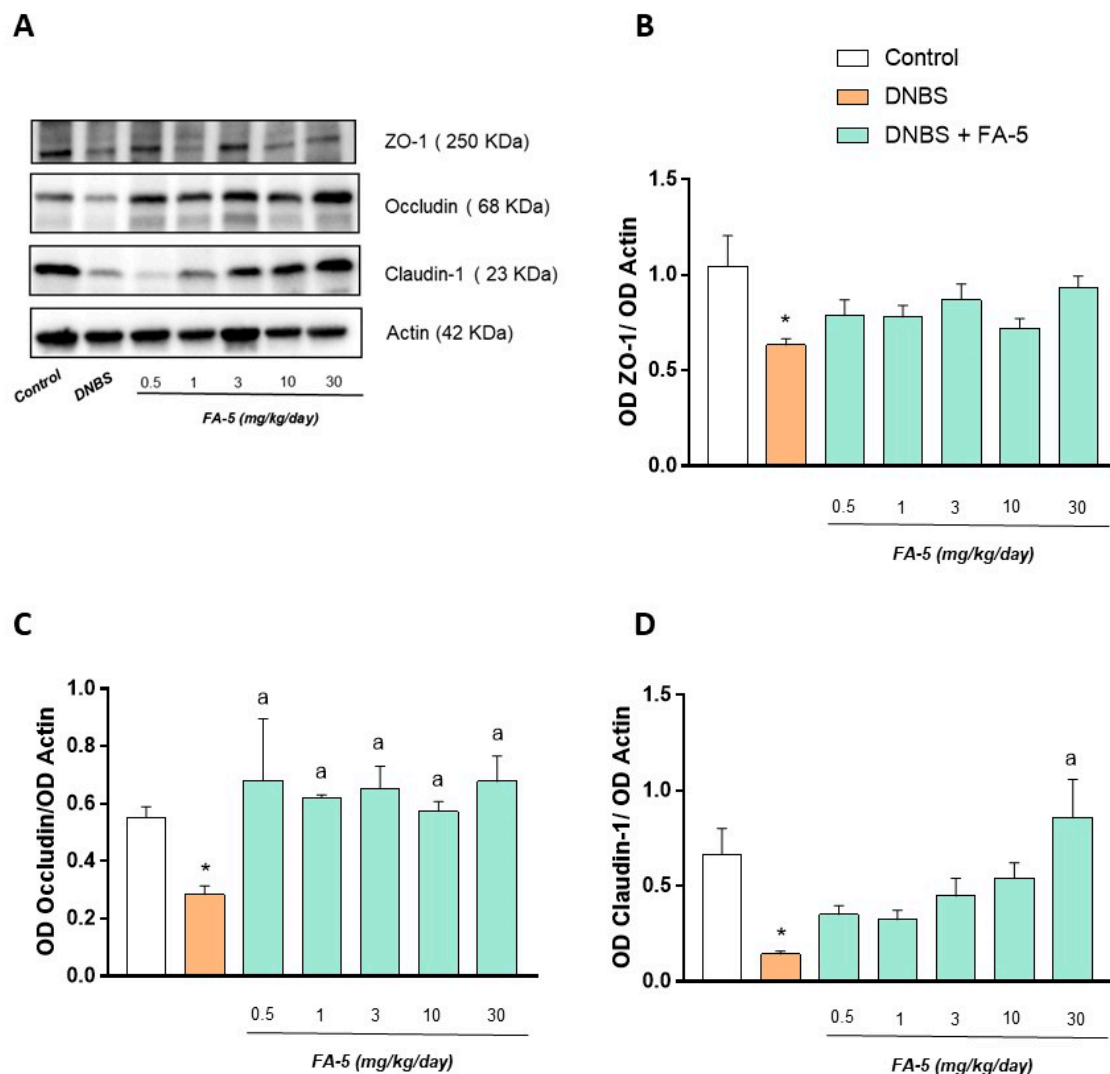 A
ZO-1 ( 250 KDa)
Occludin ( 68 KDa)
Claudin-1 ( 23 KDa)
Actin (42 KDa)
Control DNBS 0.5 1 3 10 30
FA-5 (mg/kg/day)
B
Control
DNBS
DNBS + FA-5
OD ZO-1/ OD Actin
1.5
1.0
0.5
0.0
*
0.5 1 3 10 30
FA-5 (mg/kg/day)
C
OD Occludin/OD Actin
1.0
0.8
0.6
0.4
0.2
0.0
* a a a a a
0.5 1 3 10 30
FA-5 (mg/kg/day)
D
OD Claudin-1/ OD Actin
1.5
1.0
0.5
0.0
* a
0.5 1 3 10 30
FA-5 (mg/kg/day)